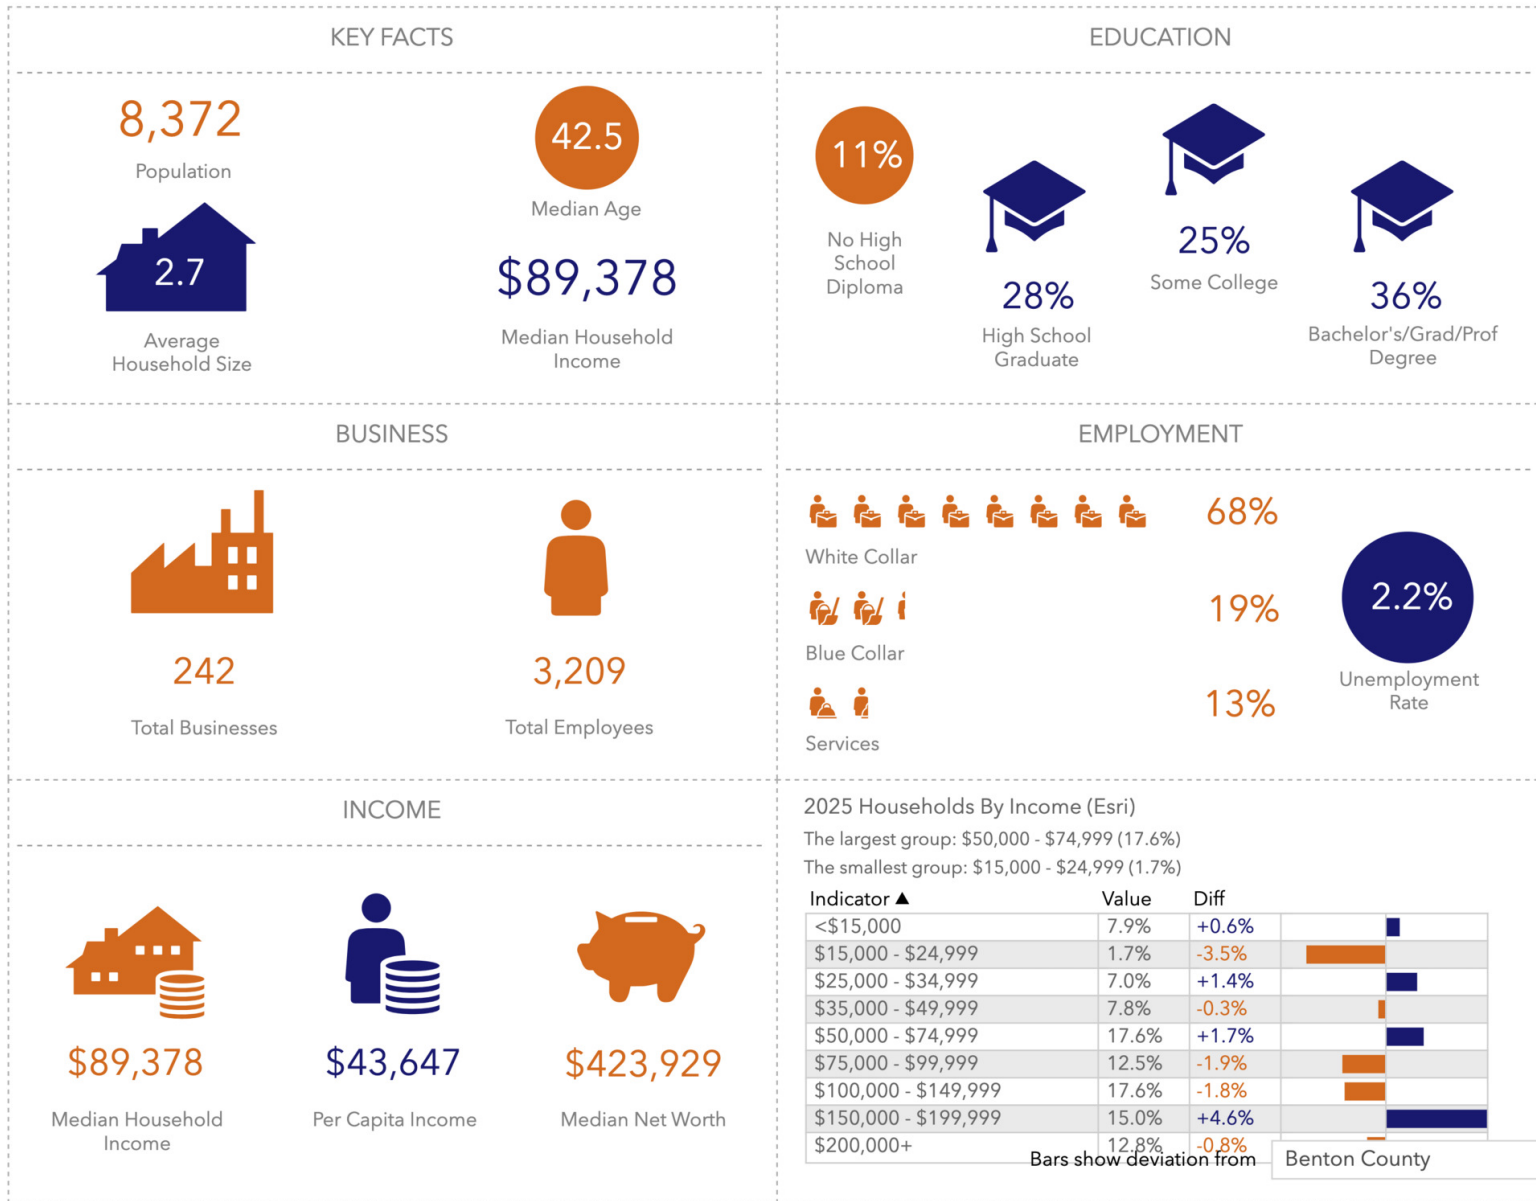 KEY FACTS
8,372
Population
42.5
Median Age
2.7
Average
Household Size
$89,378
Median Household
Income
EDUCATION
11%
No High
School
Diploma
28%
High School
Graduate
25%
Some College
36%
Bachelor's/Grad/Prof
Degree
BUSINESS
242
Total Businesses
3,209
Total Employees
EMPLOYMENT
68%
White Collar
19%
Blue Collar
13%
Services
2.2%
Unemployment
Rate
INCOME
$89,378
Median Household
Income
$43,647
Per Capita Income
$423,929
Median Net Worth
2025 Households By Income (Esri)
The largest group: $50,000 - $74,999 (17.6%)
The smallest group: $15,000 - $24,999 (1.7%)
Indicator ▲ Value Diff
<$15,000 7.9% +0.6%
$15,000 - $24,999 1.7% -3.5%
$25,000 - $34,999 7.0% +1.4%
$35,000 - $49,999 7.8% -0.3%
$50,000 - $74,999 17.6% +1.7%
$75,000 - $99,999 12.5% -1.9%
$100,000 - $149,999 17.6% -1.8%
$150,000 - $199,999 15.0% +4.6%
$200,000+ 12.8% -0.8%
Bars show deviation from Benton County